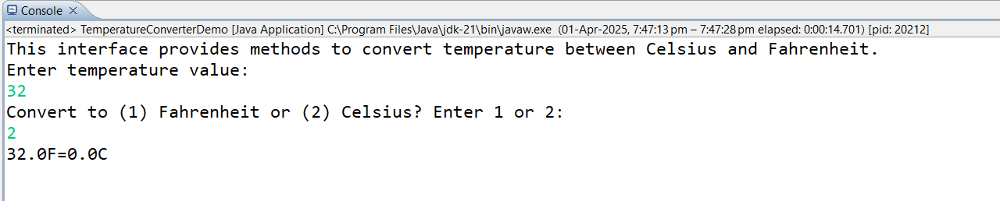 Console
<terminated> TemperatureConverterDemo [Java Application] C:\Program Files\Java\jdk-21\bin\javaw.exe (01-Apr-2025, 7:47:13 pm – 7:47:28 pm elapsed: 0:00:14.701) [pid: 20212]
This interface provides methods to convert temperature between Celsius and Fahrenheit.
Enter temperature value:
32
Convert to (1) Fahrenheit or (2) Celsius? Enter 1 or 2:
2
32.0F=0.0C